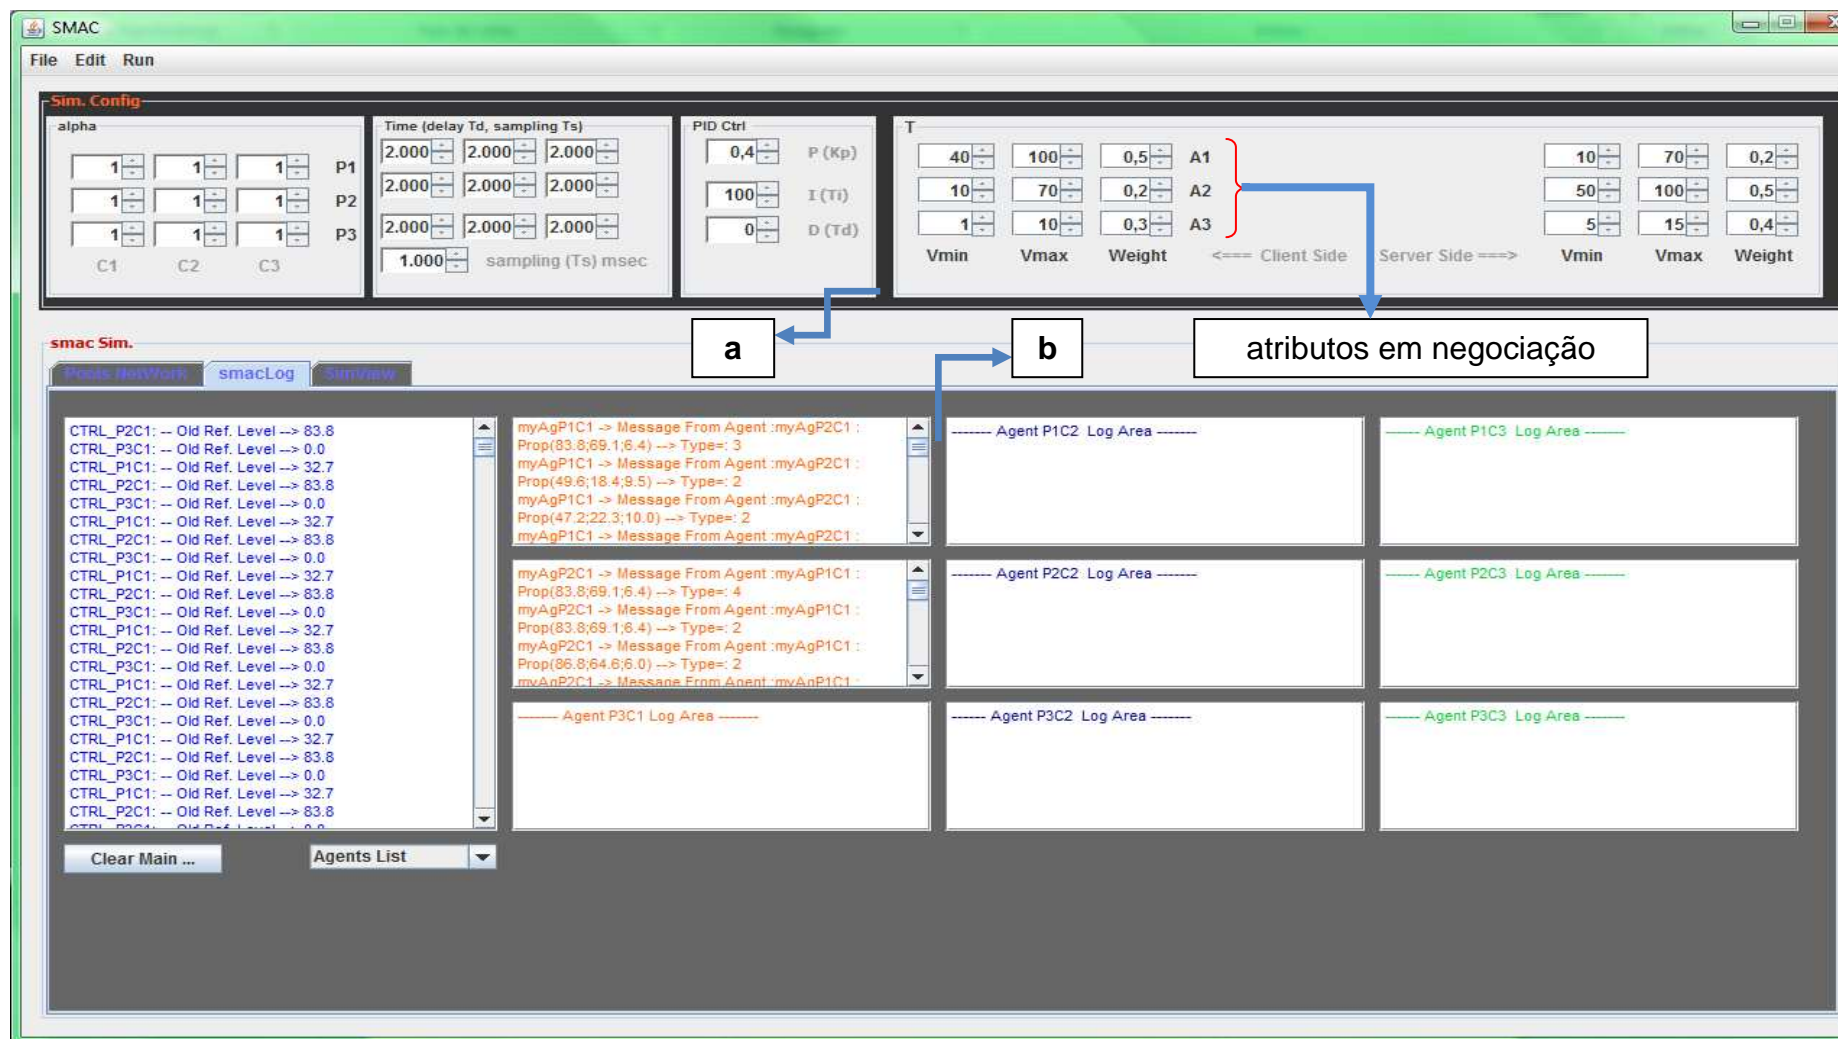 SMAC
File Edit Run
Sim. Config
alpha
1 1 1 P1
1 1 1 P2
1 1 1 P3
C1 C2 C3
Time (delay Td, sampling Ts)
2.000 2.000 2.000
2.000 2.000 2.000
2.000 2.000 2.000
1.000 sampling (Ts) msec
PID Ctrl
0,4 P (Kp)
100 I (Ti)
0 D (Td)
T
40 100 0,5 A1 10 70 0,2
10 70 0,2 A2 50 100 0,5
1 10 0,3 A3 5 15 0,4
Vmin Vmax Weight <=== Client Side Server Side ===> Vmin Vmax Weight
a
b
atributos em negociação
smac Sim.
Pools NetWork smacLog SimView
CTRL_P2C1: -- Old Ref. Level --> 83.8
CTRL_P3C1: -- Old Ref. Level --> 0.0
CTRL_P1C1: -- Old Ref. Level --> 32.7
CTRL_P2C1: -- Old Ref. Level --> 83.8
CTRL_P3C1: -- Old Ref. Level --> 0.0
CTRL_P1C1: -- Old Ref. Level --> 32.7
CTRL_P2C1: -- Old Ref. Level --> 83.8
CTRL_P3C1: -- Old Ref. Level --> 0.0
CTRL_P1C1: -- Old Ref. Level --> 32.7
CTRL_P2C1: -- Old Ref. Level --> 83.8
CTRL_P3C1: -- Old Ref. Level --> 0.0
CTRL_P1C1: -- Old Ref. Level --> 32.7
CTRL_P2C1: -- Old Ref. Level --> 83.8
CTRL_P3C1: -- Old Ref. Level --> 0.0
CTRL_P1C1: -- Old Ref. Level --> 32.7
CTRL_P2C1: -- Old Ref. Level --> 83.8
CTRL_P3C1: -- Old Ref. Level --> 0.0
CTRL_P1C1: -- Old Ref. Level --> 32.7
CTRL_P2C1: -- Old Ref. Level --> 83.8
CTRL_P3C1: -- Old Ref. Level --> 0.0
CTRL_P1C1: -- Old Ref. Level --> 32.7
CTRL_P2C1: -- Old Ref. Level --> 83.8
CTRL_P3C1: -- Old Ref. Level --> 0.0
Clear Main ... Agents List
myAgP1C1 -> Message From Agent :myAgP2C1 :
Prop(83.8;69.1;6.4) --> Type=: 3
myAgP1C1 -> Message From Agent :myAgP2C1 :
Prop(49.6;18.4;9.5) --> Type=: 2
myAgP1C1 -> Message From Agent :myAgP2C1 :
Prop(47.2;22.3;10.0) --> Type=: 2
myAgP1C1 -> Message From Agent :myAgP2C1 :
------- Agent P1C2 Log Area -------
------ Agent P1C3 Log Area -------
myAgP2C1 -> Message From Agent :myAgP1C1 :
Prop(83.8;69.1;6.4) --> Type=: 4
myAgP2C1 -> Message From Agent :myAgP1C1 :
Prop(83.8;69.1;6.4) --> Type=: 2
myAgP2C1 -> Message From Agent :myAgP1C1 :
Prop(86.8;64.6;6.0) --> Type=: 2
myAgP2C1 -> Message From Agent :myAgP1C1 :
------- Agent P2C2 Log Area -------
------ Agent P2C3 Log Area -------
------- Agent P3C1 Log Area -------
------ Agent P3C2 Log Area -------
------ Agent P3C3 Log Area -------